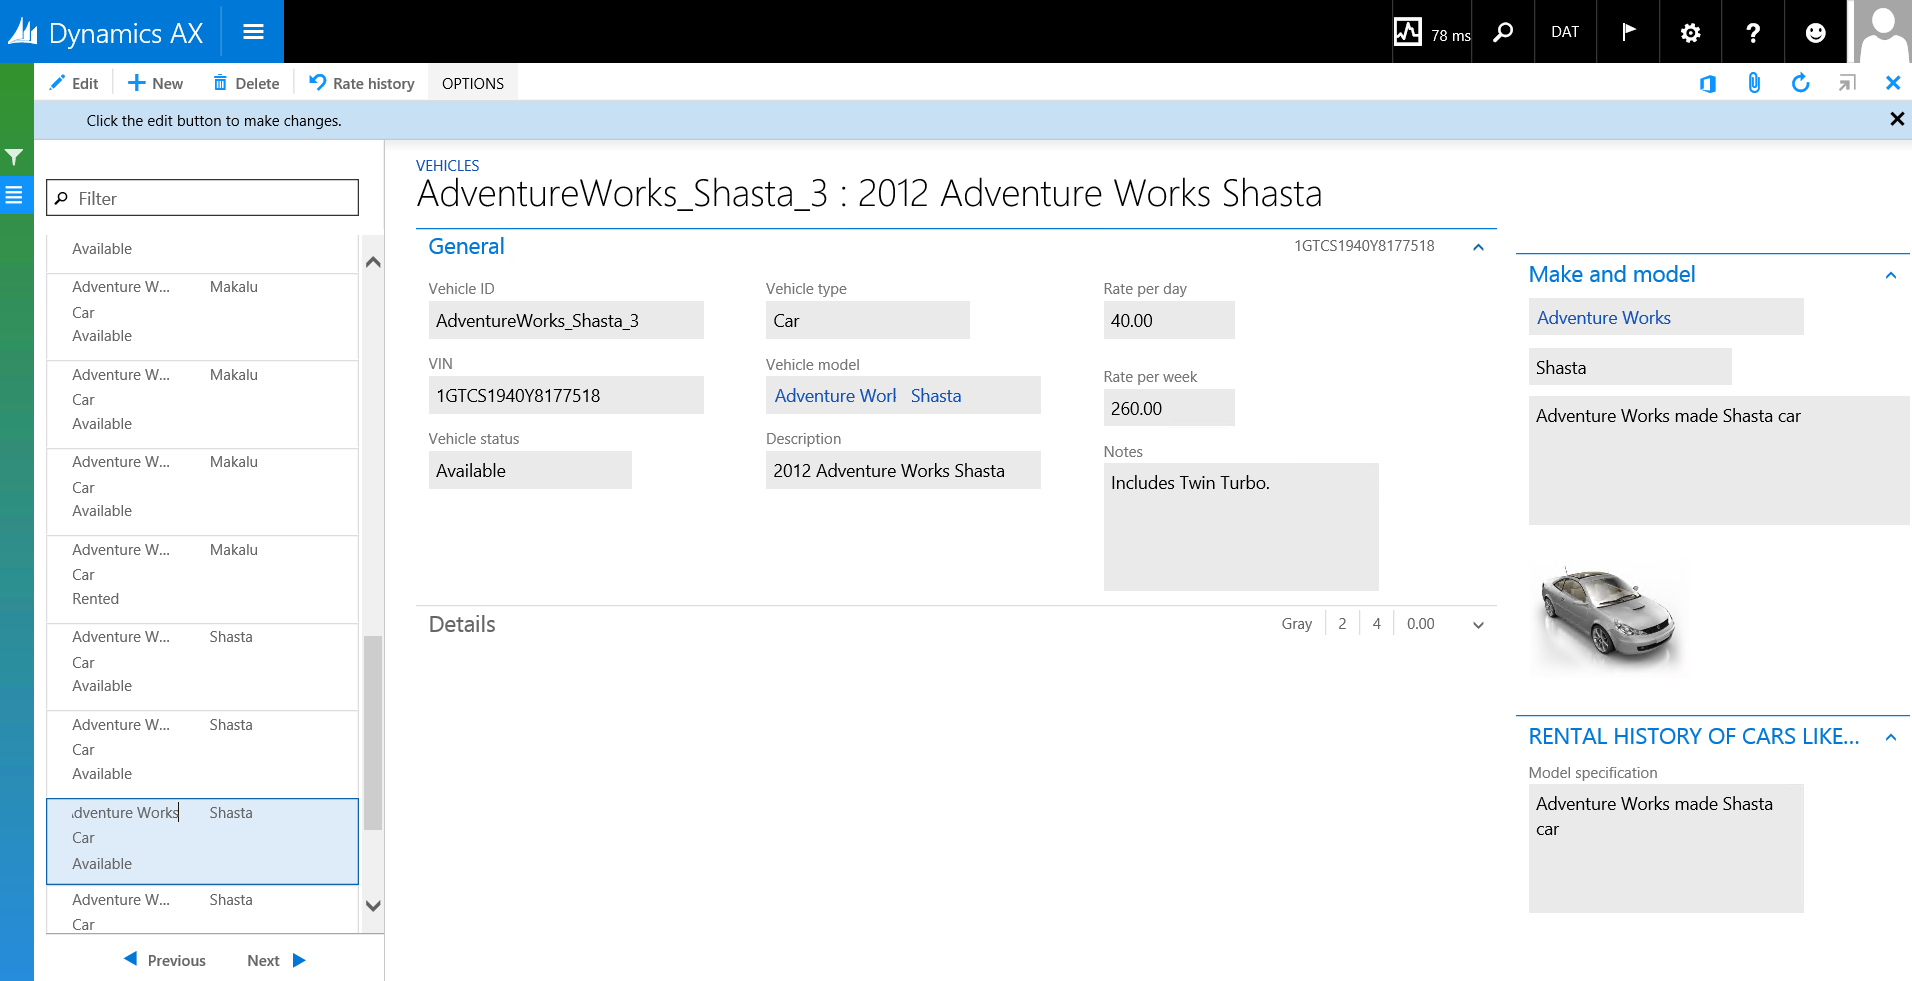 Dynamics AX
78 ms
DAT
Edit
New
Delete
Rate history
OPTIONS
Click the edit button to make changes.
Filter
Available
Adventure W... Makalu
Car
Available
Adventure W... Makalu
Car
Available
Adventure W... Makalu
Car
Available
Adventure W... Makalu
Car
Rented
Adventure W... Shasta
Car
Available
Adventure W... Shasta
Car
Available
dventure Works Shasta
Car
Available
Adventure W... Shasta
Car
Previous
Next
VEHICLES
AdventureWorks_Shasta_3 : 2012 Adventure Works Shasta
General
1GTCS1940Y8177518
Vehicle ID
AdventureWorks_Shasta_3
VIN
1GTCS1940Y8177518
Vehicle status
Available
Vehicle type
Car
Vehicle model
Adventure Worl Shasta
Description
2012 Adventure Works Shasta
Rate per day
40.00
Rate per week
260.00
Notes
Includes Twin Turbo.
Details
Gray 2 4 0.00
Make and model
Adventure Works
Shasta
Adventure Works made Shasta car
RENTAL HISTORY OF CARS LIKE...
Model specification
Adventure Works made Shasta
car